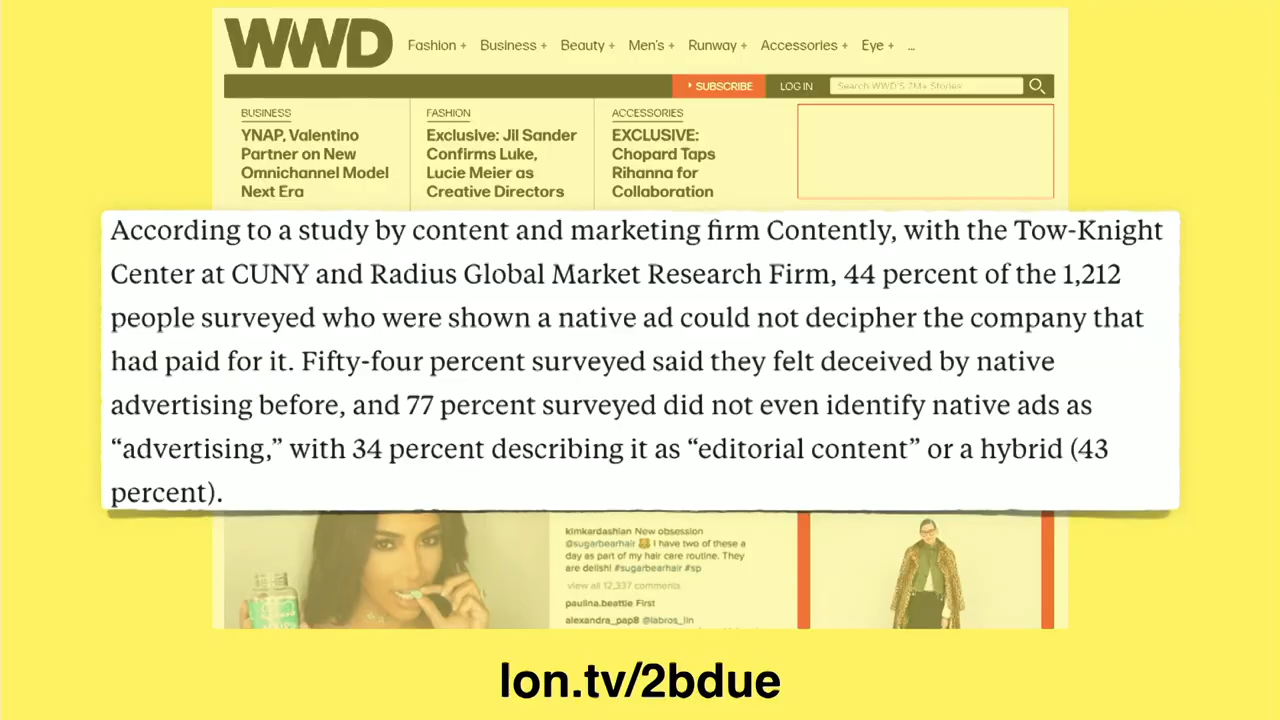 WWD
Fashion + Business + Beauty + Men's + Runway + Accessories + Eye + ...
SUBSCRIBE LOG IN Search WWD'S 2M+ Stories
BUSINESS
YNAP, Valentino
Partner on New
Omnichannel Model
Next Era
FASHION
Exclusive: Jil Sander
Confirms Luke,
Lucie Meier as
Creative Directors
ACCESSORIES
EXCLUSIVE:
Chopard Taps
Rihanna for
Collaboration
According to a study by content and marketing firm Contently, with the Tow-Knight
Center at CUNY and Radius Global Market Research Firm, 44 percent of the 1,212
people surveyed who were shown a native ad could not decipher the company that
had paid for it. Fifty-four percent surveyed said they felt deceived by native
advertising before, and 77 percent surveyed did not even identify native ads as
“advertising,” with 34 percent describing it as “editorial content” or a hybrid (43
percent).
kimkardashian New obsession
@sugarbearhair I have two of these a
day as part of my hair care routine. They
are delish! #sugarbearhair #sp
view all 12,337 comments
paulina.beattie First
alexandra_pap8 @labros_lin
lon.tv/2bdue